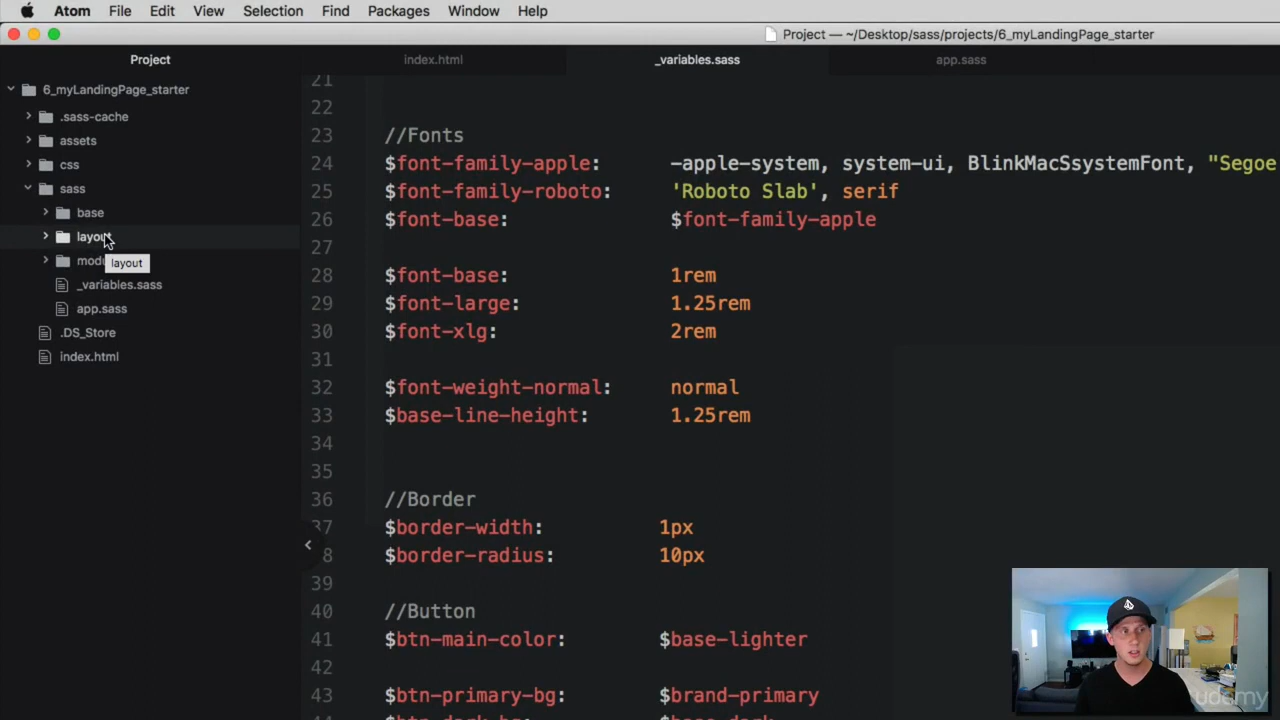 Atom File Edit View Selection Find Packages Window Help
Project — ~/Desktop/sass/projects/6_myLandingPage_starter
Project
index.html
_variables.sass
app.sass
6_myLandingPage_starter
.sass-cache
assets
css
sass
base
layout
layout
_variables.sass
app.sass
.DS_Store
index.html
21
22
23 //Fonts
24 $font-family-apple: -apple-system, system-ui, BlinkMacSsystemFont, "Segoe
25 $font-family-roboto: 'Roboto Slab', serif
26 $font-base: $font-family-apple
27
28 $font-base: 1rem
29 $font-large: 1.25rem
30 $font-xlg: 2rem
31
32 $font-weight-normal: normal
33 $base-line-height: 1.25rem
34
35
36 //Border
37 $border-width: 1px
8 $border-radius: 10px
39
40 //Button
41 $btn-main-color: $base-lighter
42
43 $btn-primary-bg: $brand-primary
udemy